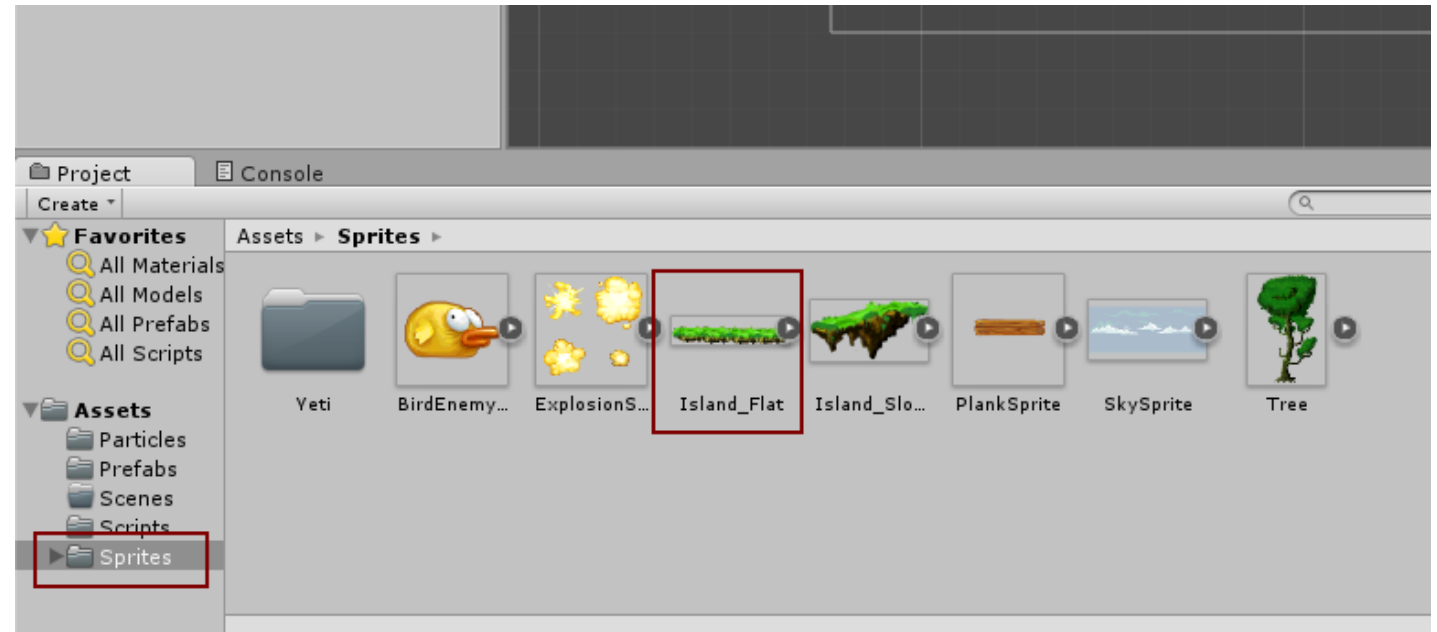 Project
Console
Create
Favorites
All Materials
All Models
All Prefabs
All Scripts
Assets
Particles
Prefabs
Scenes
Scripts
Sprites
Assets Sprites
Yeti
BirdEnemy...
ExplosionS...
Island_Flat
Island_Slo...
PlankSprite
SkySprite
Tree